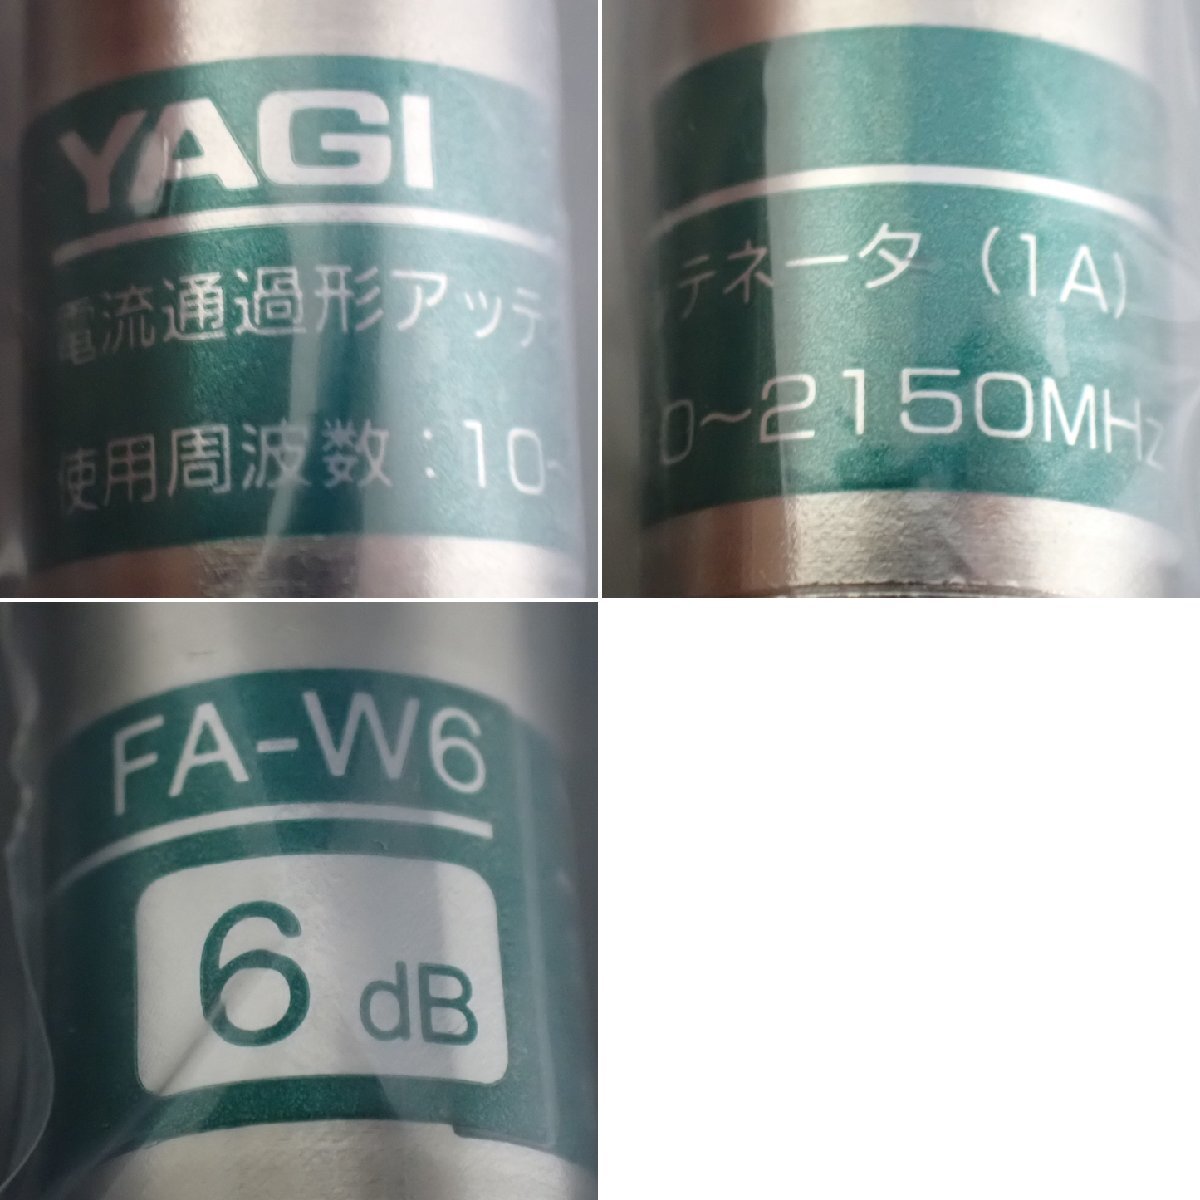 YAGI
電流通過形アッテ
使用周波数：10~
テネータ（1A）
0～2150MHz
FA-W6
6 dB